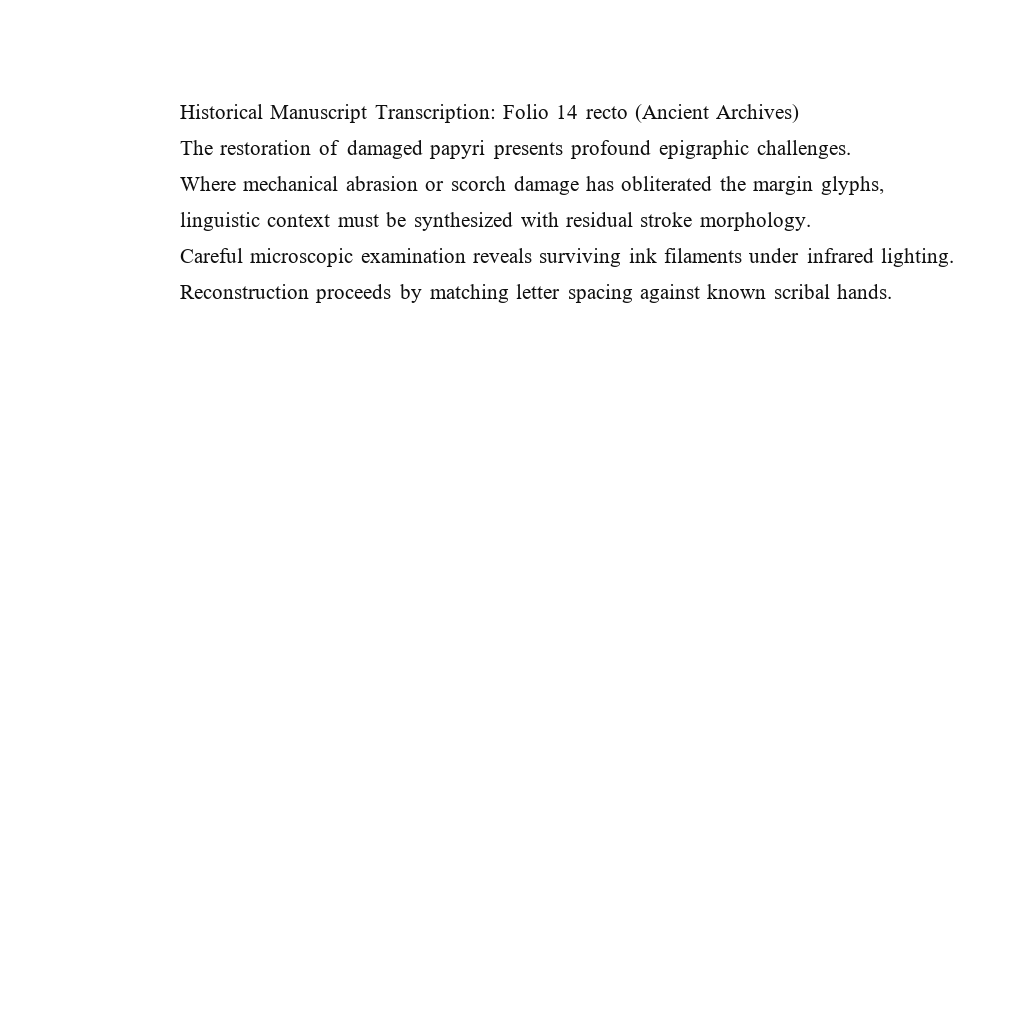 Historical Manuscript Transcription: Folio 14 recto (Ancient Archives)
The restoration of damaged papyri presents profound epigraphic challenges.
Where mechanical abrasion or scorch damage has obliterated the margin glyphs,
linguistic context must be synthesized with residual stroke morphology.
Careful microscopic examination reveals surviving ink filaments under infrared lighting.
Reconstruction proceeds by matching letter spacing against known scribal hands.